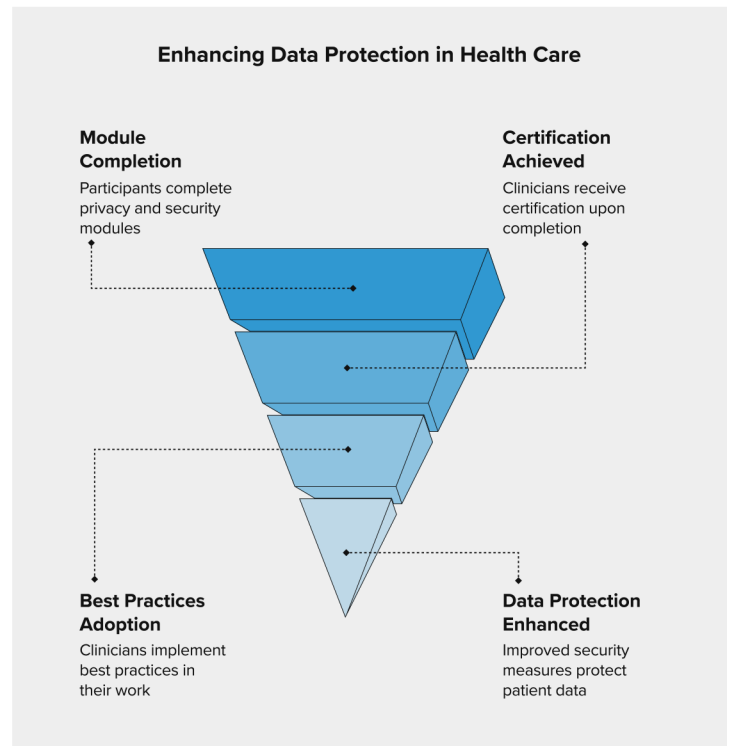 Enhancing Data Protection in Health Care
Module
Completion
Participants complete
privacy and security
modules
Certification
Achieved
Clinicians receive
certification upon
completion
Best Practices
Adoption
Clinicians implement
best practices in
their work
Data Protection
Enhanced
Improved security
measures protect
patient data